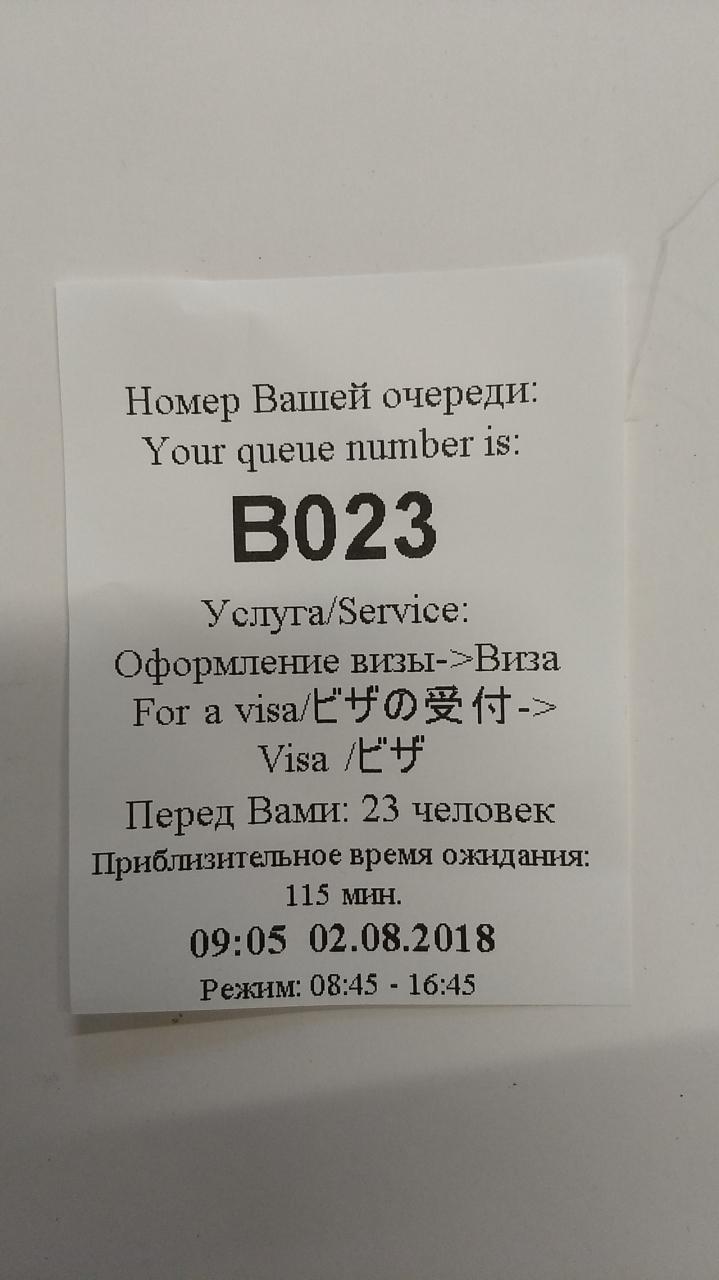 Номер Вашей очереди:
Your queue number is:
B023
Услуга/Service:
Оформление визы->Виза
For a visa/ビザの受付->
Visa /ビザ
Перед Вами: 23 человек
Приблизительное время ожидания:
115 мин.
09:05 02.08.2018
Режим: 08:45 - 16:45